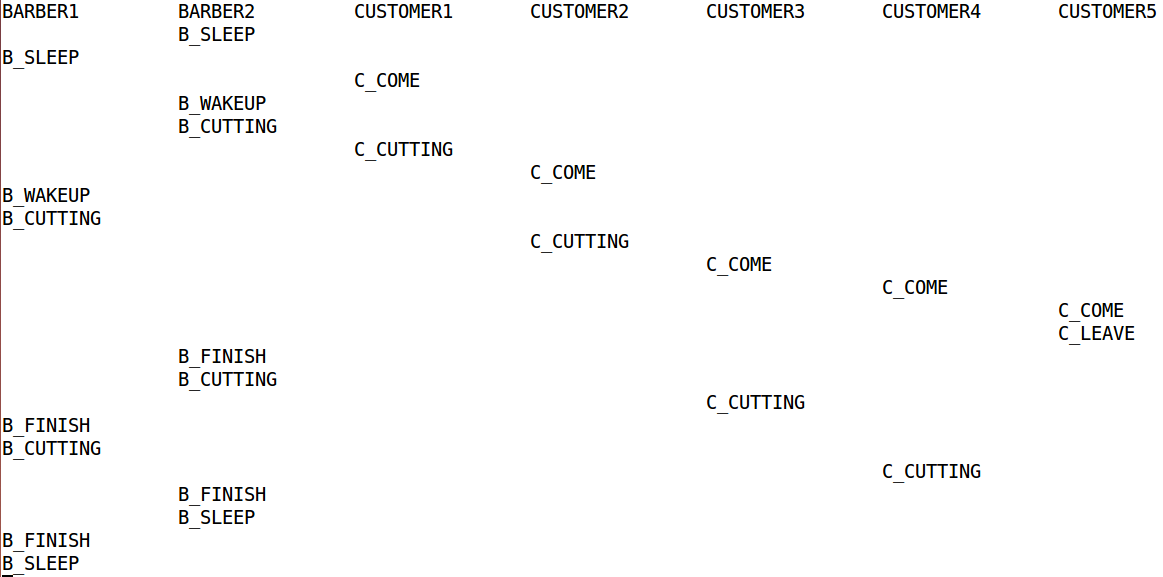 BARBER1 BARBER2 CUSTOMER1 CUSTOMER2 CUSTOMER3 CUSTOMER4 CUSTOMER5
B_SLEEP
B_SLEEP
C_COME
B_WAKEUP
B_CUTTING
C_CUTTING
C_COME
B_WAKEUP
B_CUTTING
C_CUTTING
C_COME
C_COME
C_COME
C_LEAVE
B_FINISH
B_CUTTING
C_CUTTING
B_FINISH
B_CUTTING
C_CUTTING
B_FINISH
B_SLEEP
B_FINISH
B_SLEEP